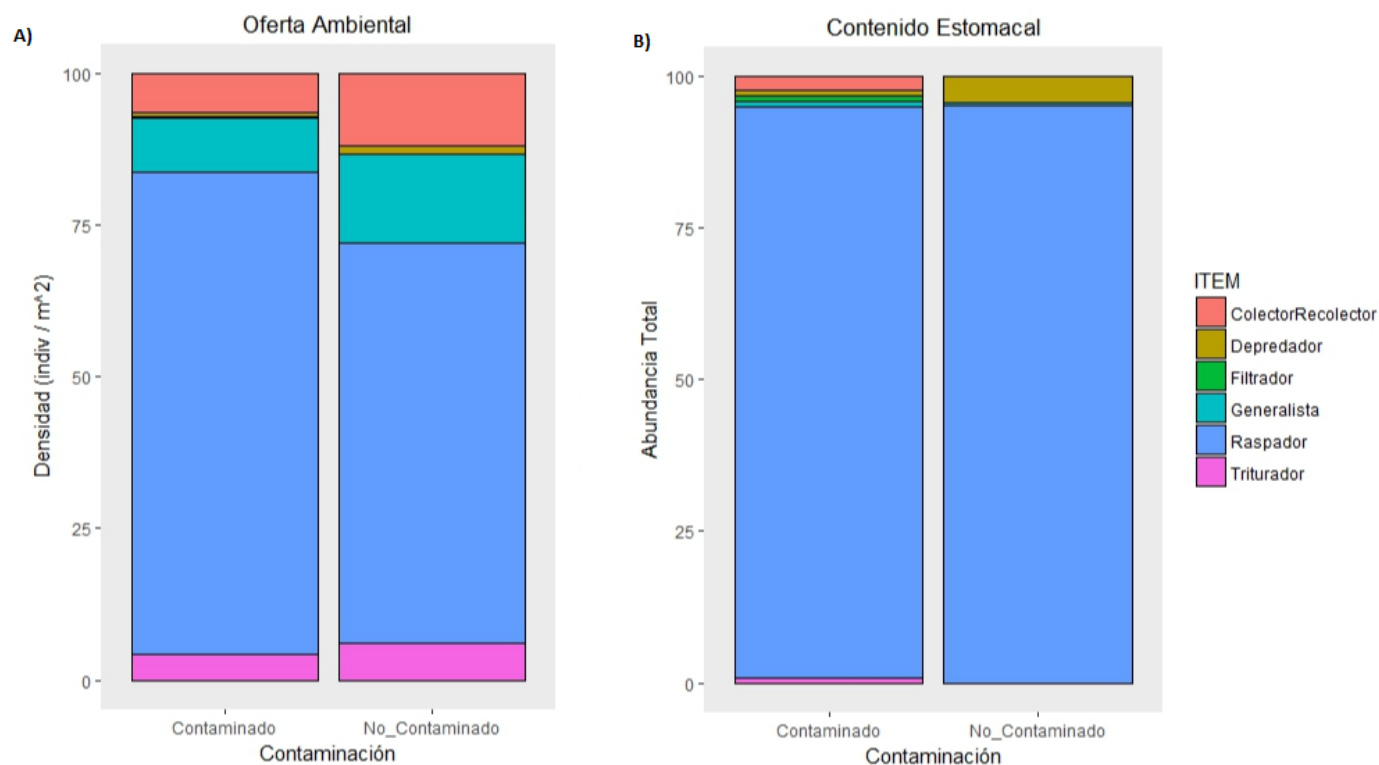 A)
Oferta Ambiental
100
75
50
25
0
Densidad (indiv / m^2)
Contaminado
No_Contaminado
Contaminación
B)
Contenido Estomacal
100
75
50
25
0
Abundancia Total
Contaminado
No_Contaminado
Contaminación
ITEM
ColectorRecolector
Depredador
Filtrador
Generalista
Raspador
Triturador